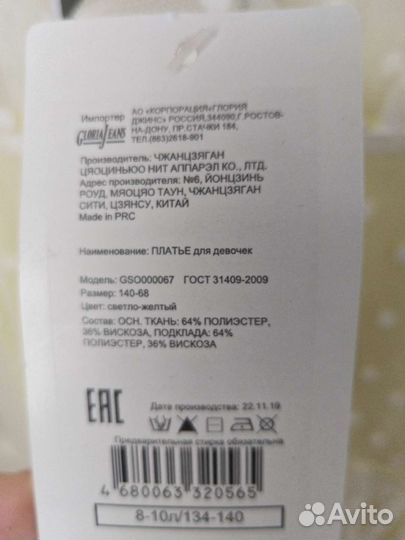 Импортер
GLORIA JEANS
АО «КОРПОРАЦИЯ«ГЛОРИЯ
ДЖИНС» РОССИЯ,344090,Г.РОСТОВ-
НА-ДОНУ, ПР.СТАЧКИ 184,
ТЕЛ.(863)2618-901
Производитель: ЧЖАНЦЗЯГАН
ЦЯОЦИНЬЮО НИТ АППАРЭЛ КО., ЛТД.
Адрес производителя: №6, ЙОНЦЗИНЬ
РОУД, МЯОЦЯО ТАУН, ЧЖАНЦЗЯГАН
СИТИ, ЦЗЯНСУ, КИТАЙ
Made in PRC
Наименование: ПЛАТЬЕ для девочек
Модель: GSO000067 ГОСТ 31409-2009
Размер: 140-68
Цвет: светло-желтый
Состав: ОСН. ТКАНЬ: 64% ПОЛИЭСТЕР,
36% ВИСКОЗА, ПОДКЛАДА: 64%
ПОЛИЭСТЕР, 36% ВИСКОЗА
EAC
Дата производства: 22.11.19
Предварительная стирка обязательна
4 680063 320565
8-10л/134-140
Avito